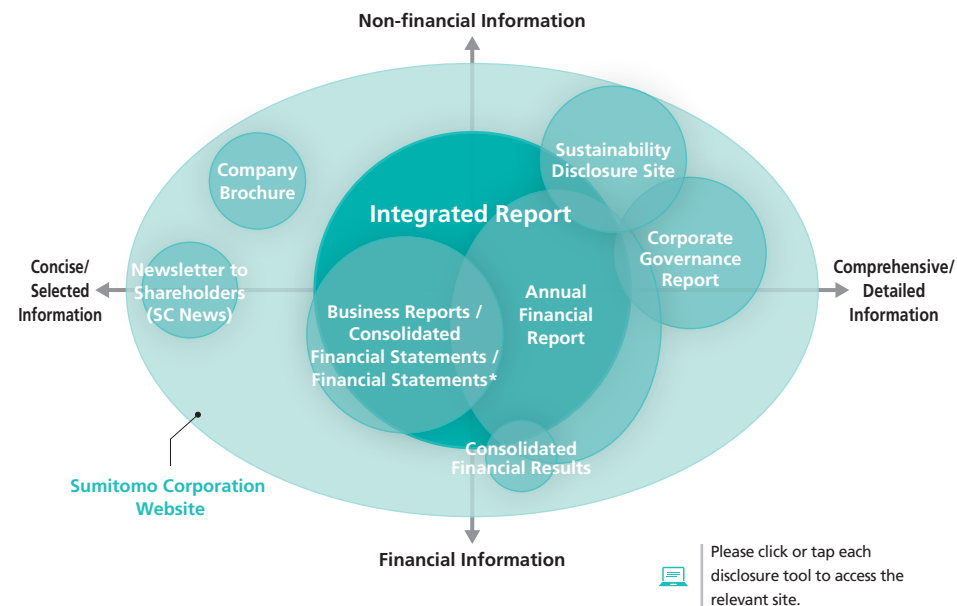 Non-financial Information
Sustainability
Disclosure Site
Company
Brochure
Integrated Report
Corporate
Governance
Report
Concise/
Selected
Information
Newsletter to
Shareholders
(SC News)
Comprehensive/
Detailed
Information
Annual
Financial
Report
Business Reports /
Consolidated
Financial Statements /
Financial Statements*
Consolidated
Financial Results
Sumitomo Corporation
Website
Financial Information
Please click or tap each
disclosure tool to access the
relevant site.